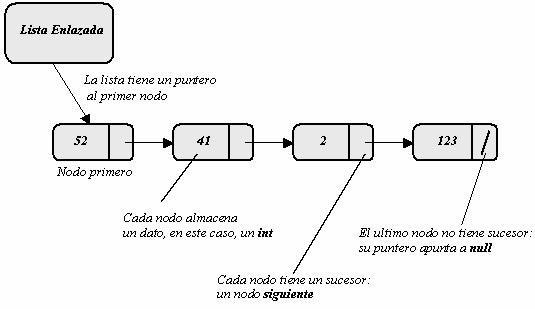 Lista Enlazada
La lista tiene un puntero
al primer nodo
52
41
2
123
Nodo primero
Cada nodo almacena
un dato, en este caso, un int
El ultimo nodo no tiene sucesor:
su puntero apunta a null
Cada nodo tiene un sucesor:
un nodo siguiente